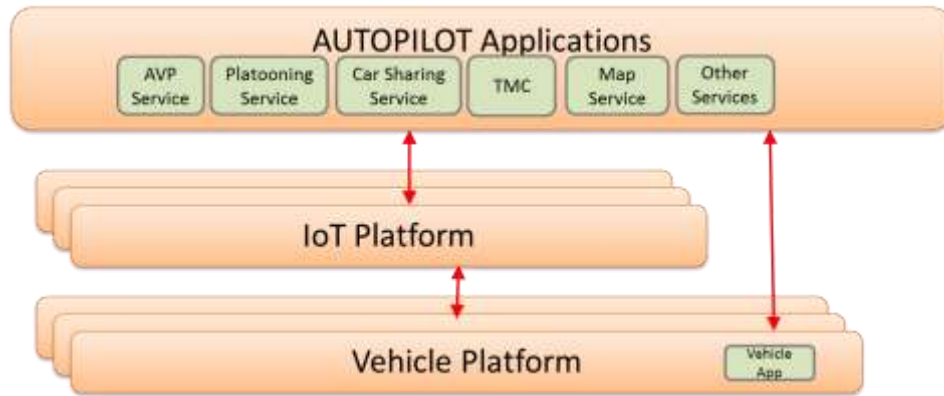 AUTOPILOT Applications
AVP
Service
Platooning
Service
Car Sharing
Service
TMC
Map
Service
Other
Services
IoT Platform
Vehicle Platform
Vehicle
App